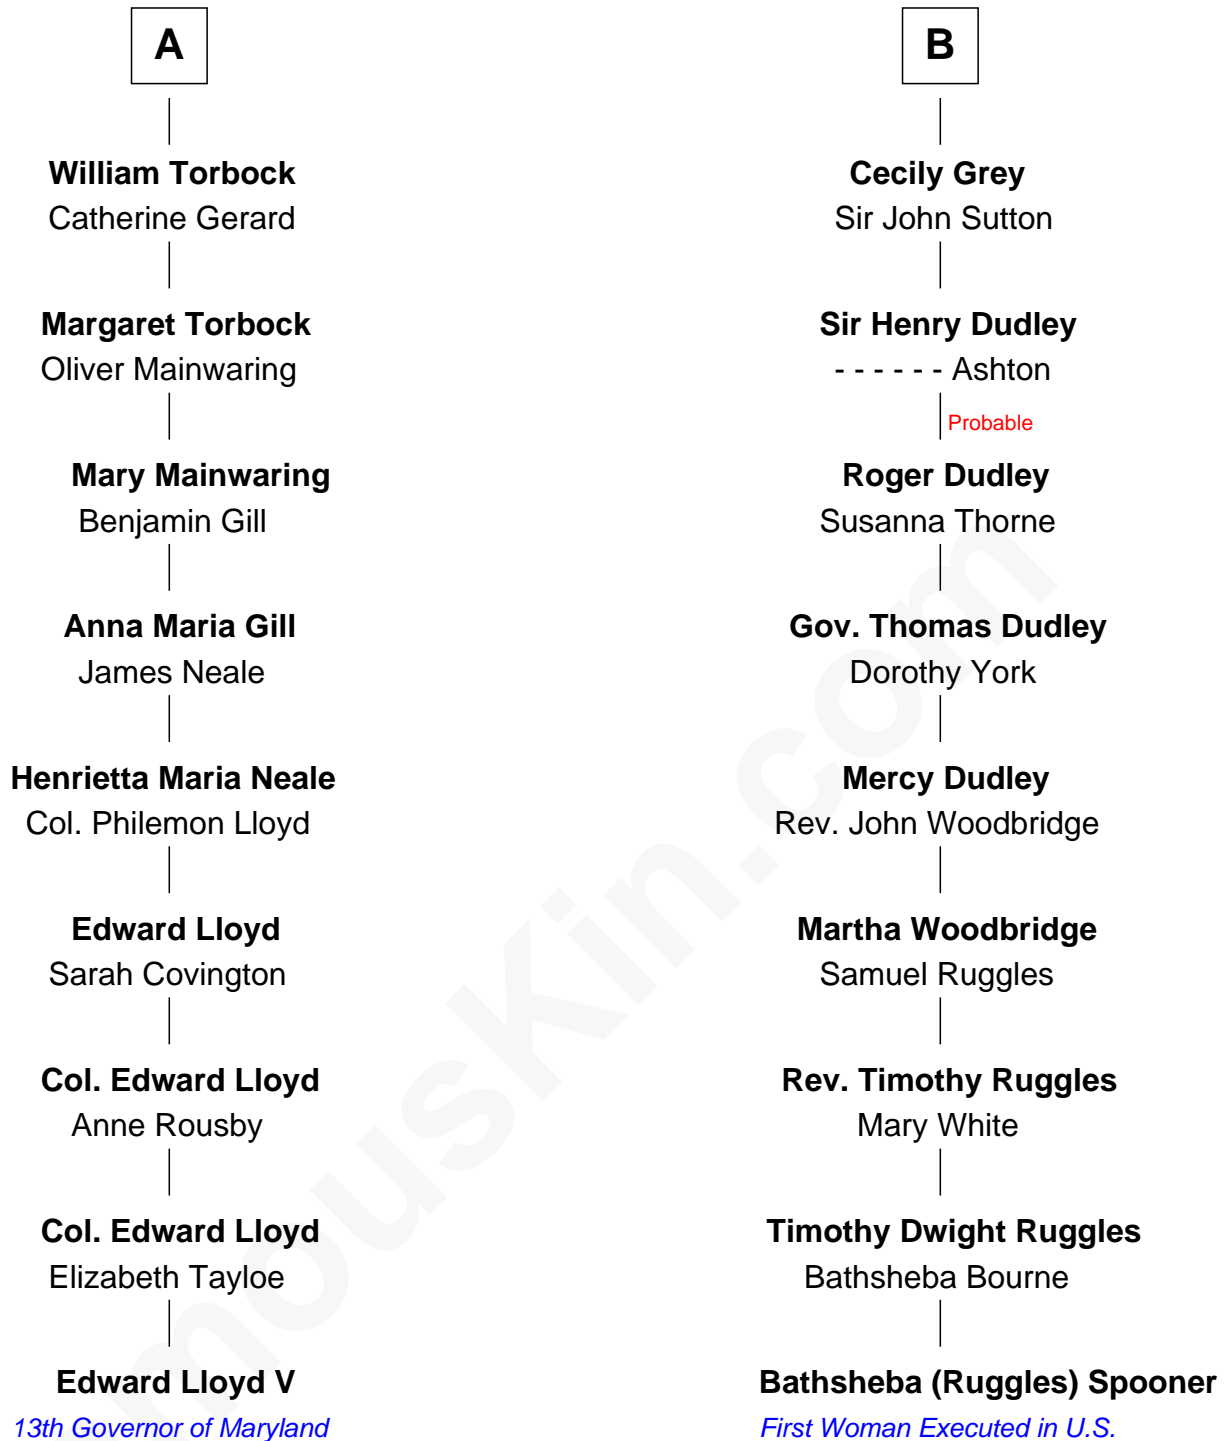 A
William Torbock
Catherine Gerard
Margaret Torbock
Oliver Mainwaring
Mary Mainwaring
Benjamin Gill
Anna Maria Gill
James Neale
Henrietta Maria Neale
Col. Philemon Lloyd
Edward Lloyd
Sarah Covington
Col. Edward Lloyd
Anne Rousby
Col. Edward Lloyd
Elizabeth Tayloe
Edward Lloyd V
13th Governor of Maryland
B
Cecily Grey
Sir John Sutton
Sir Henry Dudley
- - - - - - Ashton
Probable
Roger Dudley
Susanna Thorne
Gov. Thomas Dudley
Dorothy York
Mercy Dudley
Rev. John Woodbridge
Martha Woodbridge
Samuel Ruggles
Rev. Timothy Ruggles
Mary White
Timothy Dwight Ruggles
Bathsheba Bourne
Bathsheba (Ruggles) Spooner
First Woman Executed in U.S.
mousKin.com